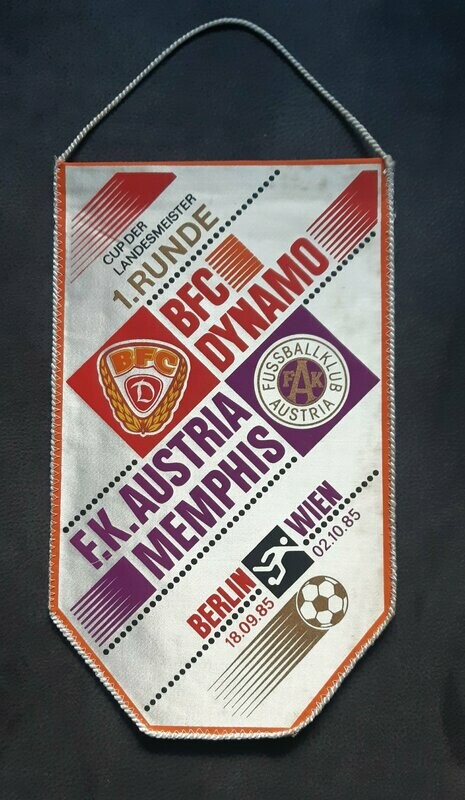 CUP DER
LANDESMEISTER
1. RUNDE
BFC
DYNAMO
BFC
D
FUSSBALLKLUB
FAK
AUSTRIA
F.K. AUSTRIA
MEMPHIS
BERLIN
18.09.85
WIEN
02.10.85